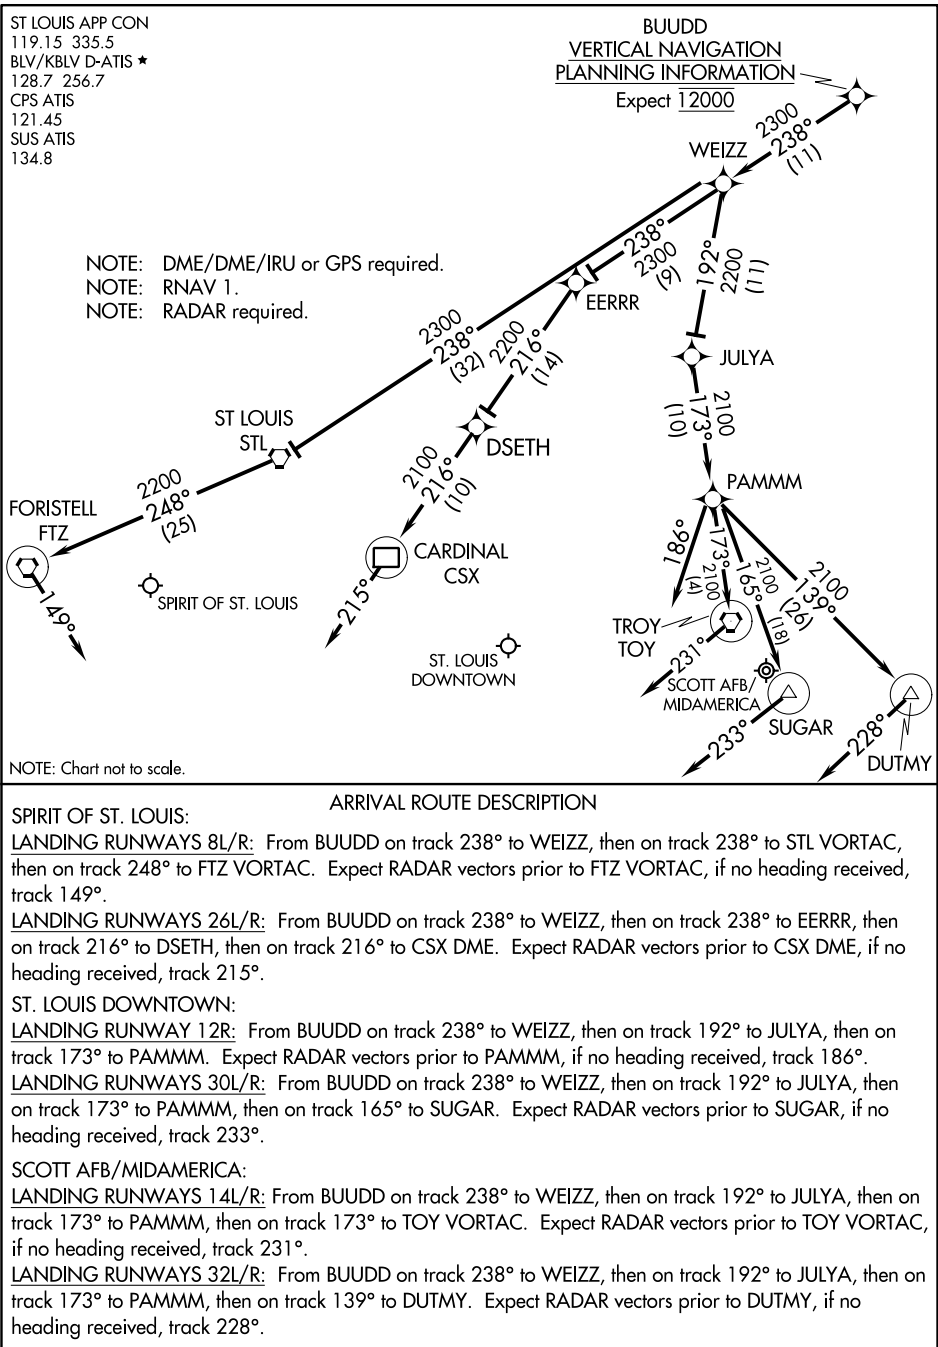 ST LOUIS APP CON
119.15 335.5
BLV/KBLV D-ATIS ★
128.7 256.7
CPS ATIS
121.45
SUS ATIS
134.8
BUUDD
VERTICAL NAVIGATION
PLANNING INFORMATION
Expect 12000
2300
238°
(11)
WEIZZ
238°
2300
(9)
192°
2200
(11)
NOTE: DME/DME/IRU or GPS required.
NOTE: RNAV 1.
NOTE: RADAR required.
EERRR
2300
238°
(32)
2200
216°
(14)
JULYA
2100
173°
(10)
ST LOUIS
STL
DSETH
2100
216°
(10)
PAMMM
2200
248°
(25)
FORISTELL
FTZ
149°
SPIRIT OF ST. LOUIS
CARDINAL
CSX
215°
186°
173°
2100
(4)
2100
165°
(18)
2100
139°
(26)
TROY
TOY
231°
ST. LOUIS
DOWNTOWN
SCOTT AFB/
MIDAMERICA
SUGAR
233°
228°
DUTMY
NOTE: Chart not to scale.
ARRIVAL ROUTE DESCRIPTION
SPIRIT OF ST. LOUIS:
LANDING RUNWAYS 8L/R: From BUUDD on track 238° to WEIZZ, then on track 238° to STL VORTAC,
then on track 248° to FTZ VORTAC. Expect RADAR vectors prior to FTZ VORTAC, if no heading received,
track 149°.
LANDING RUNWAYS 26L/R: From BUUDD on track 238° to WEIZZ, then on track 238° to EERRR, then
on track 216° to DSETH, then on track 216° to CSX DME. Expect RADAR vectors prior to CSX DME, if no
heading received, track 215°.
ST. LOUIS DOWNTOWN:
LANDING RUNWAY 12R: From BUUDD on track 238° to WEIZZ, then on track 192° to JULYA, then on
track 173° to PAMMM. Expect RADAR vectors prior to PAMMM, if no heading received, track 186°.
LANDING RUNWAYS 30L/R: From BUUDD on track 238° to WEIZZ, then on track 192° to JULYA, then
on track 173° to PAMMM, then on track 165° to SUGAR. Expect RADAR vectors prior to SUGAR, if no
heading received, track 233°.
SCOTT AFB/MIDAMERICA:
LANDING RUNWAYS 14L/R: From BUUDD on track 238° to WEIZZ, then on track 192° to JULYA, then on
track 173° to PAMMM, then on track 173° to TOY VORTAC. Expect RADAR vectors prior to TOY VORTAC,
if no heading received, track 231°.
LANDING RUNWAYS 32L/R: From BUUDD on track 238° to WEIZZ, then on track 192° to JULYA, then on
track 173° to PAMMM, then on track 139° to DUTMY. Expect RADAR vectors prior to DUTMY, if no
heading received, track 228°.